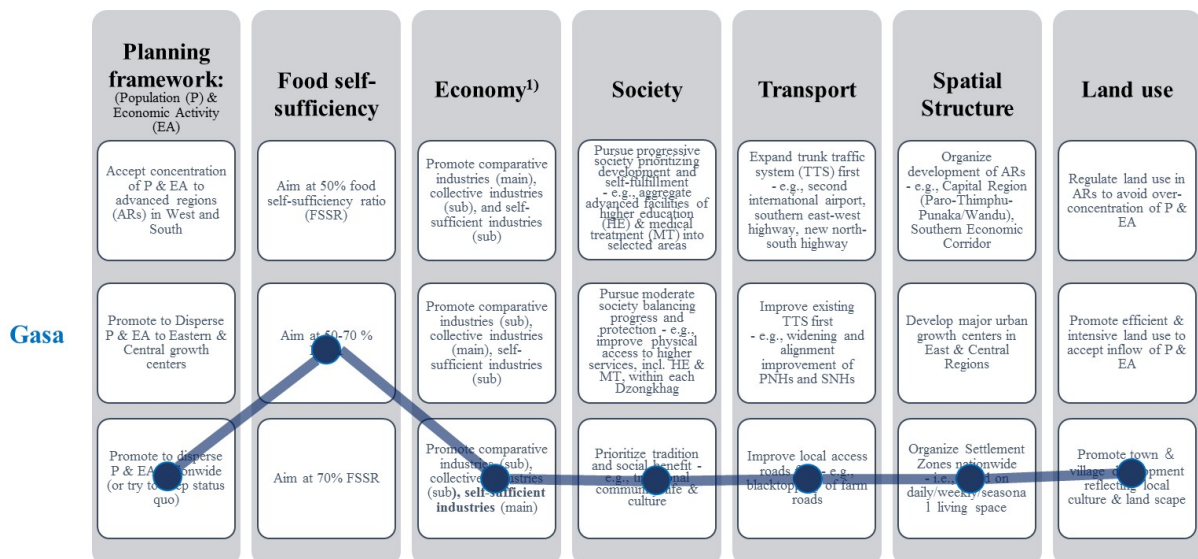 Planning
framework:
(Population (P) &
Economic Activity
(EA)
Accept concentration
of P & EA to
advanced regions
(ARs) in West and
South
Promote to Disperse
P & EA to Eastern &
Central growth
centers
Promote to disperse
P & EA
(or try to status
quo)
Food self-
sufficiency
Aim at 50% food
self-sufficiency ratio
(FSSR)
Aim at 50-70 %
Aim at 70% FSSR
Economy1)
Promote comparative
industries (main),
collective industries
(sub), and self-
sufficient industries
(sub)
Promote comparative
industries (sub),
collective industries
(main), self-
sufficient industries
(sub)
Promote comparative
industries (sub),
collective industries
(sub), self-sufficient
industries (main)
Society
Pursue progressive
society prioritizing
development and
self-fulfillment
- e.g., aggregate
advanced facilities of
higher education
(HE) & medical
treatment (MT) into
selected areas
Pursue moderate
society balancing
progress and
protection - e.g.,
improve physical
access to higher
services, incl. HE &
MT, within each
Dzongkhag
Prioritize tradition
and social benefit -
e.g.,
life &
culture
Transport
Expand trunk traffic
system (TTS) first
- e.g., second
international airport,
southern east-west
highway, new north-
south highway
Improve existing
TTS first
- e.g., widening and
alignment
improvement of
PNHs and SNHs
Improve local access
roads - e.g.,
of farm
roads
Spatial
Structure
Organize
development of ARs
- e.g., Capital Region
(Paro-Thimphu-
Punaka/Wandu),
Southern Economic
Corridor
Develop major urban
growth centers in
East & Central
Regions
Organize Settlement
Zones nationwide
- i.e., on
daily/weekly/seasona
l living space
Land use
Regulate land use in
ARs to avoid over-
concentration of P &
EA
Promote efficient &
intensive land use to
accept inflow of P &
EA
Promote town &
village development
reflecting local
culture & land scape
Gasa